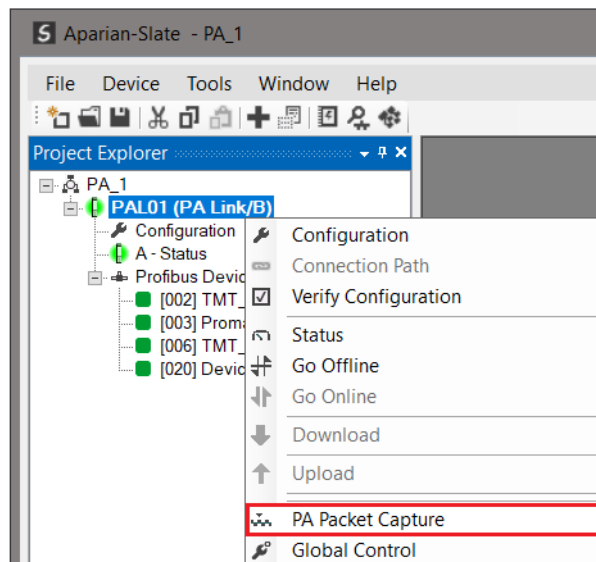 S Aparian-Slate - PA_1
File Device Tools Window Help
Project Explorer
PA_1
PAL01 (PA Link/B)
Configuration
A - Status
Profibus Devic
[002] TMT_
[003] Proma
[006] TMT_
[020] Devic
Configuration
Connection Path
Verify Configuration
Status
Go Offline
Go Online
Download
Upload
PA Packet Capture
Global Control